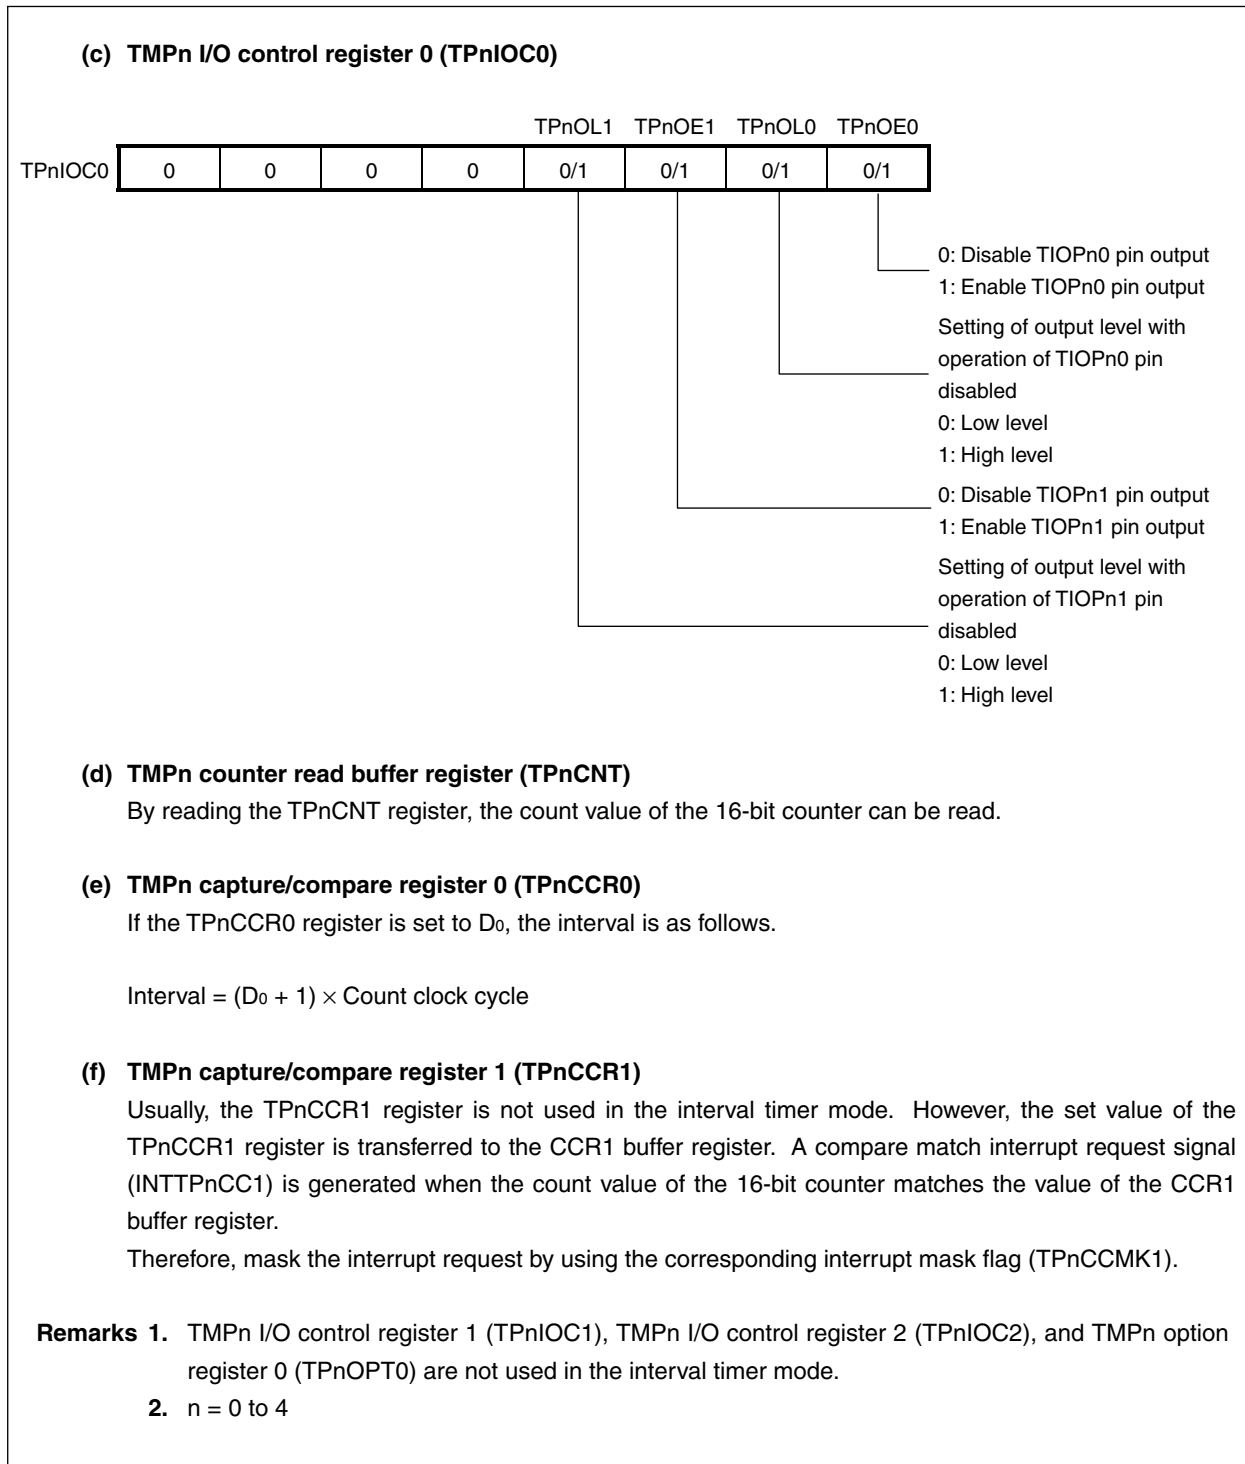 (c) TMPn I/O control register 0 (TPnIOC0)
TPnOL1 TPnOE1 TPnOL0 TPnOE0
TPnIOC0 0 0 0 0 0/1 0/1 0/1 0/1
0: Disable TIOPn0 pin output
1: Enable TIOPn0 pin output
Setting of output level with
operation of TIOPn0 pin
disabled
0: Low level
1: High level
0: Disable TIOPn1 pin output
1: Enable TIOPn1 pin output
Setting of output level with
operation of TIOPn1 pin
disabled
0: Low level
1: High level
(d) TMPn counter read buffer register (TPnCNT)
By reading the TPnCNT register, the count value of the 16-bit counter can be read.
(e) TMPn capture/compare register 0 (TPnCCR0)
If the TPnCCR0 register is set to D0, the interval is as follows.
Interval = (D0 + 1) × Count clock cycle
(f) TMPn capture/compare register 1 (TPnCCR1)
Usually, the TPnCCR1 register is not used in the interval timer mode. However, the set value of the
TPnCCR1 register is transferred to the CCR1 buffer register. A compare match interrupt request signal
(INTTPnCC1) is generated when the count value of the 16-bit counter matches the value of the CCR1
buffer register.
Therefore, mask the interrupt request by using the corresponding interrupt mask flag (TPnCCMK1).
Remarks 1. TMPn I/O control register 1 (TPnIOC1), TMPn I/O control register 2 (TPnIOC2), and TMPn option
register 0 (TPnOPT0) are not used in the interval timer mode.
2. n = 0 to 4